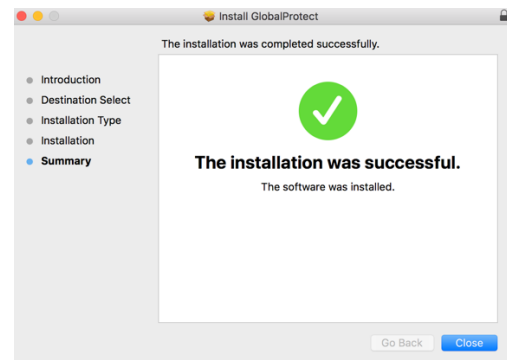 Install GlobalProtect
The installation was completed successfully.
Introduction
Destination Select
Installation Type
Installation
Summary
The installation was successful.
The software was installed.
Go Back
Close